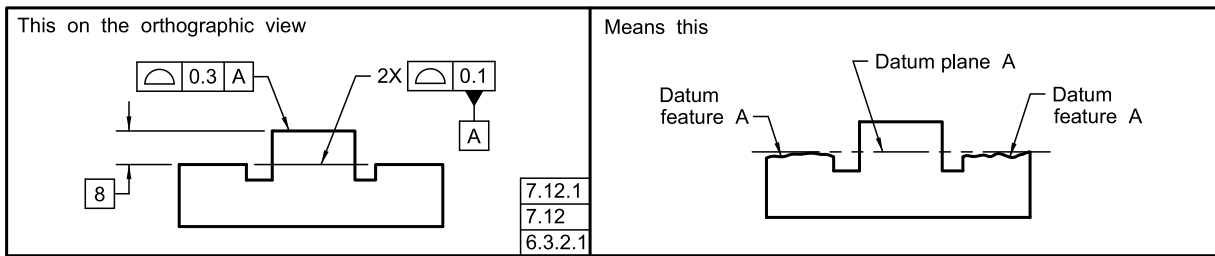 This on the orthographic view
0.3 A
2X 0.1
A
8
7.12.1
7.12
6.3.2.1
Means this
Datum plane A
Datum
feature A
Datum
feature A